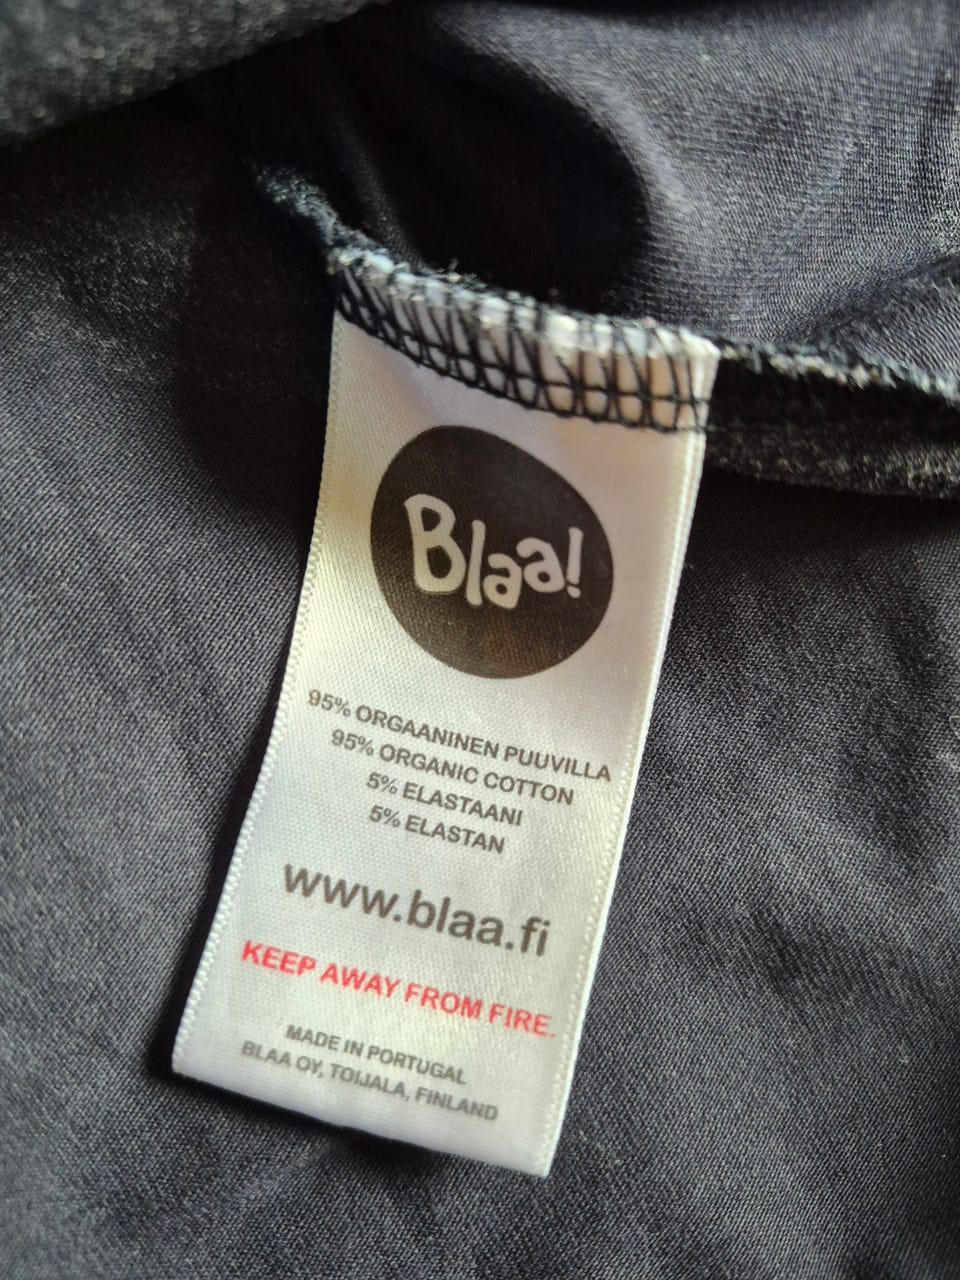 Blaa!
95% ORGAANINEN PUUVILLA
95% ORGANIC COTTON
5% ELASTAANI
5% ELASTAN
www.blaa.fi
KEEP AWAY FROM FIRE.
MADE IN PORTUGAL
BLAA OY, TOIJALA, FINLAND